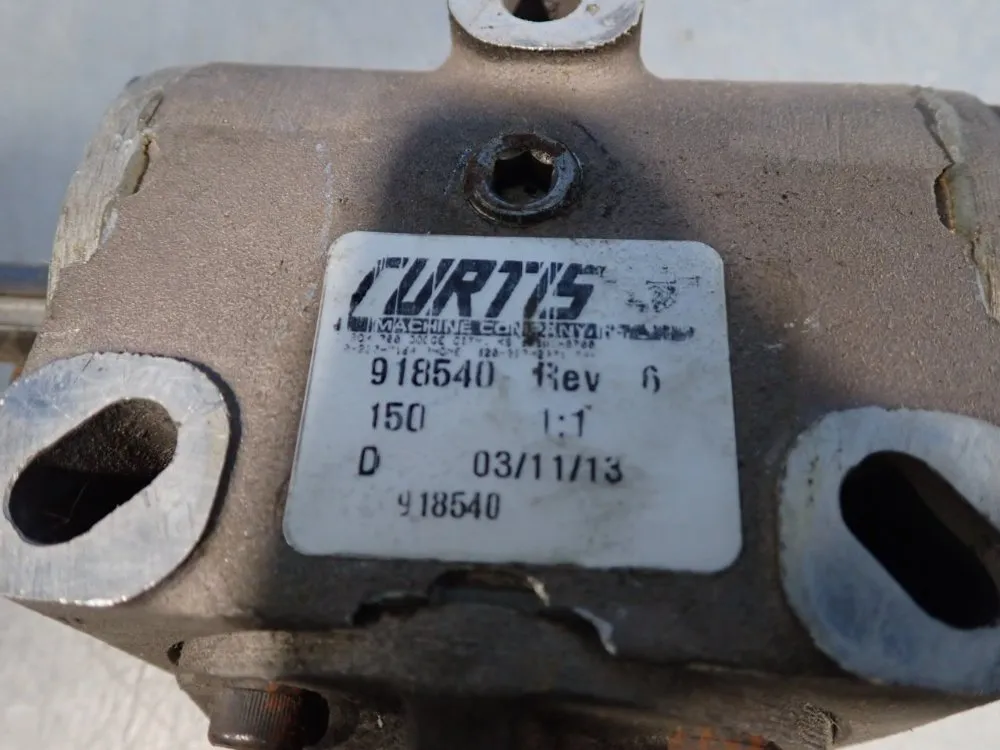 CURTIS
MACHINE COMPANY
918540 Rev 6
150 1:1
D 03/11/13
918540